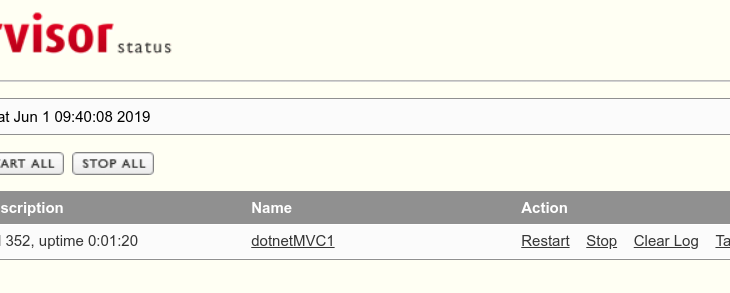 visor status
at Jun 1 09:40:08 2019
ART ALL STOP ALL
scription Name Action
352, uptime 0:01:20 dotnetMVC1 Restart Stop Clear Log Ta